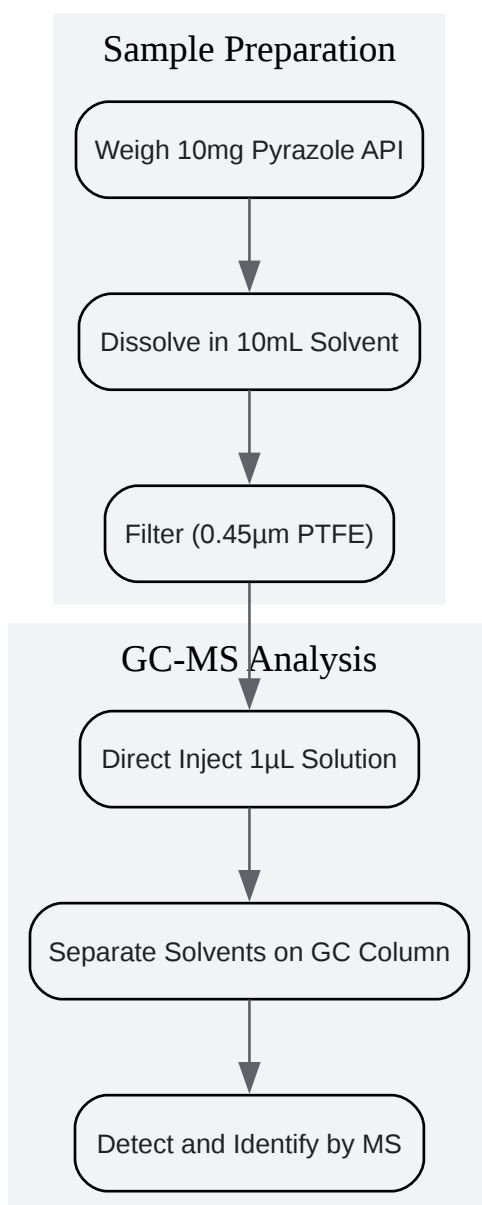 Sample Preparation
Weigh 10mg Pyrazole API
Dissolve in 10mL Solvent
Filter (0.45µm PTFE)
GC-MS Analysis
Direct Inject 1µL Solution
Separate Solvents on GC Column
Detect and Identify by MS